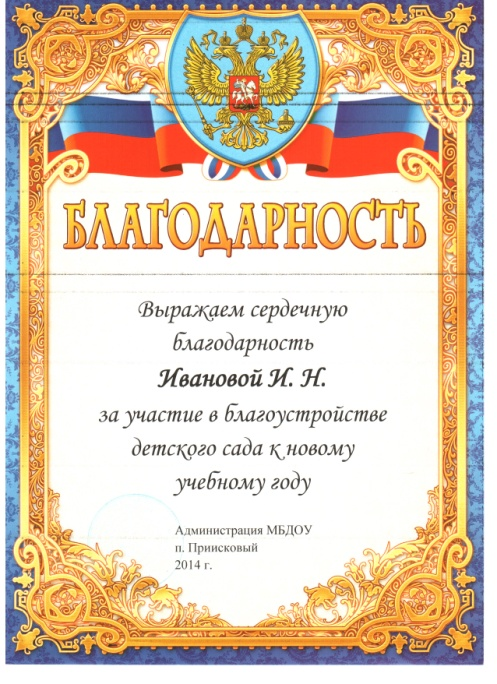 БЛАГОДАРНОСТЬ
Выражаем сердечную
благодарность
Ивановой И. Н.
за участие в благоустройстве
детского сада к новому
учебному году
Администрация МБДОУ
п. Приисковый
2014 г.